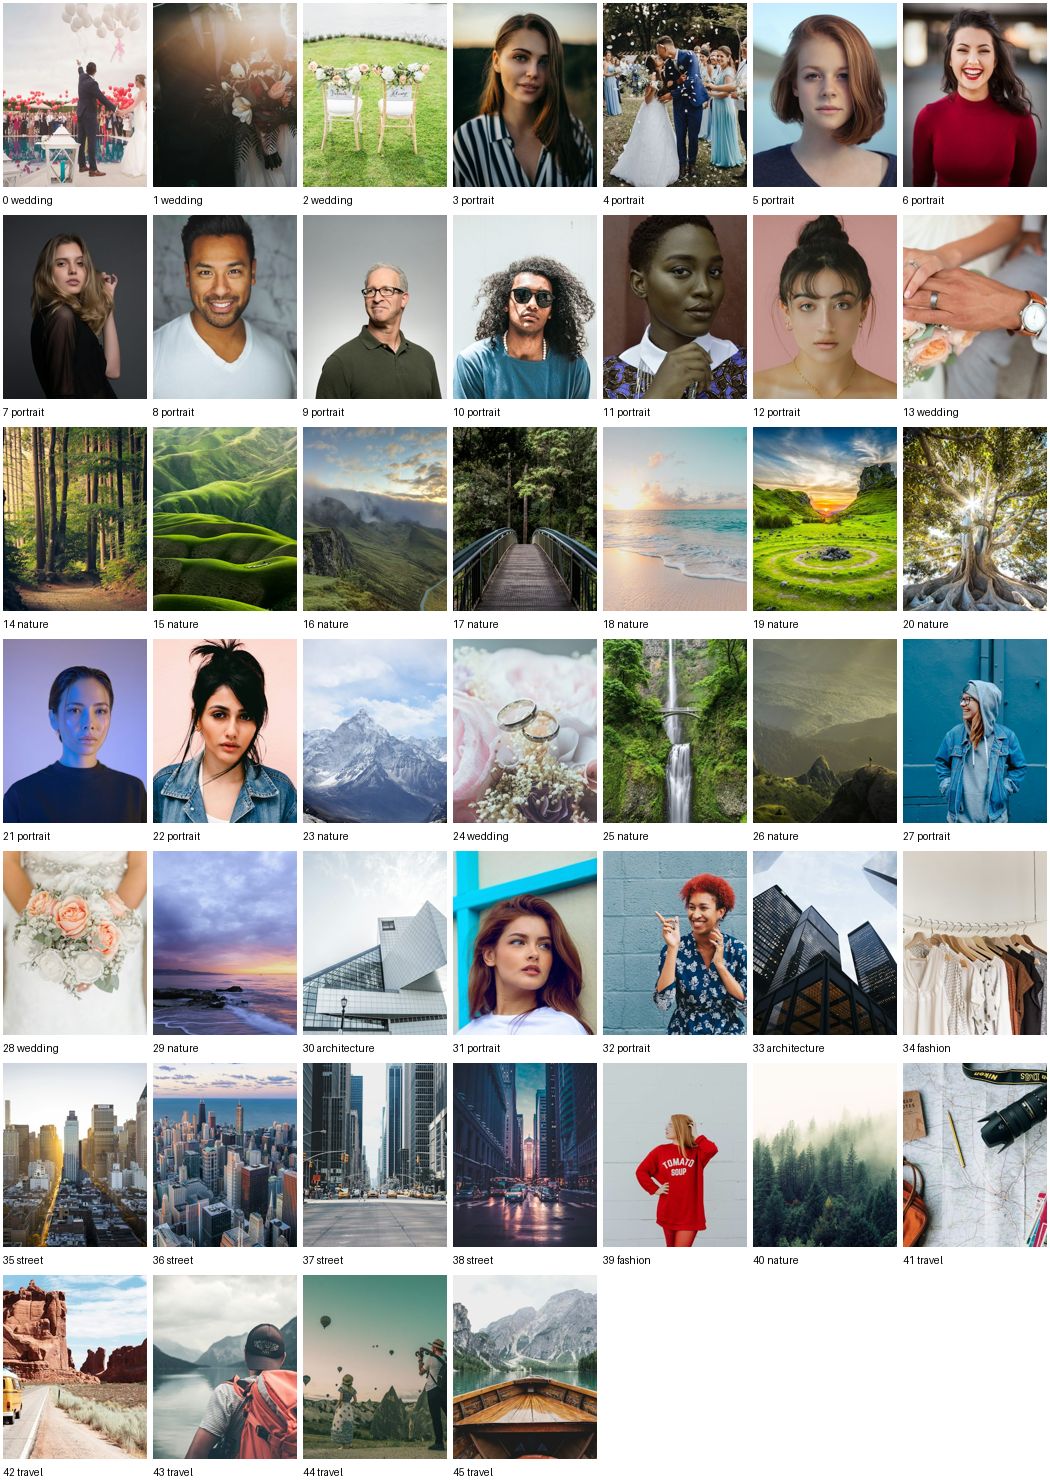 0 wedding
1 wedding
2 wedding
3 portrait
4 portrait
5 portrait
6 portrait
7 portrait
8 portrait
9 portrait
10 portrait
11 portrait
12 portrait
13 wedding
14 nature
15 nature
16 nature
17 nature
18 nature
19 nature
20 nature
21 portrait
22 portrait
23 nature
24 wedding
25 nature
26 nature
27 portrait
28 wedding
29 nature
30 architecture
31 portrait
32 portrait
33 architecture
34 fashion
TOMATO
SOUP
Nikon
35 street
36 street
37 street
38 street
39 fashion
40 nature
41 travel
42 travel
43 travel
44 travel
45 travel